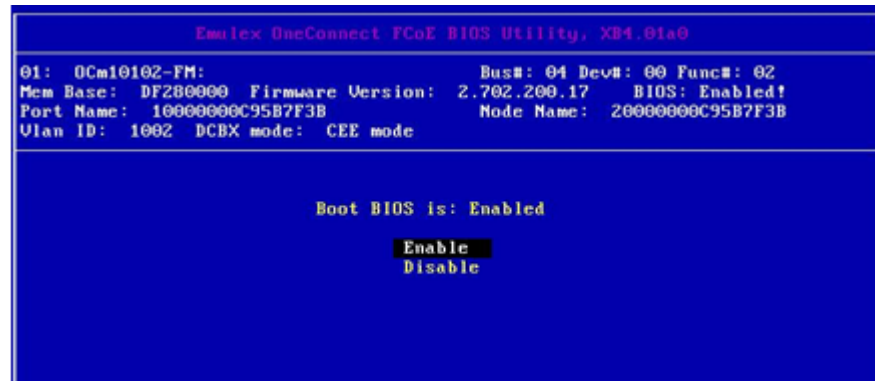 Emulex OneConnect FCoE BIOS Utility, XB4.01a0
01: OCm10102-FM: Bus#: 04 Dev#: 00 Func#: 02
Mem Base: DF280000 Firmware Version: 2.702.200.17 BIOS: Enabled!
Port Name: 10000000C95B7F3B Node Name: 20000000C95B7F3B
Vlan ID: 1002 DCBX mode: CEE mode
Boot BIOS is: Enabled
Enable
Disable